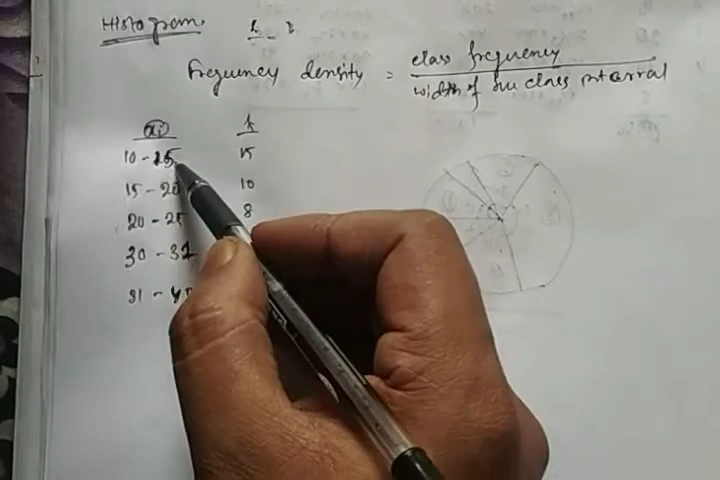 Histogram.
Frequency density = class frequency
width of the class interval
(xi) f
10 - 15 15
15 - 20 10
20 - 25 8
30 - 31
31 -